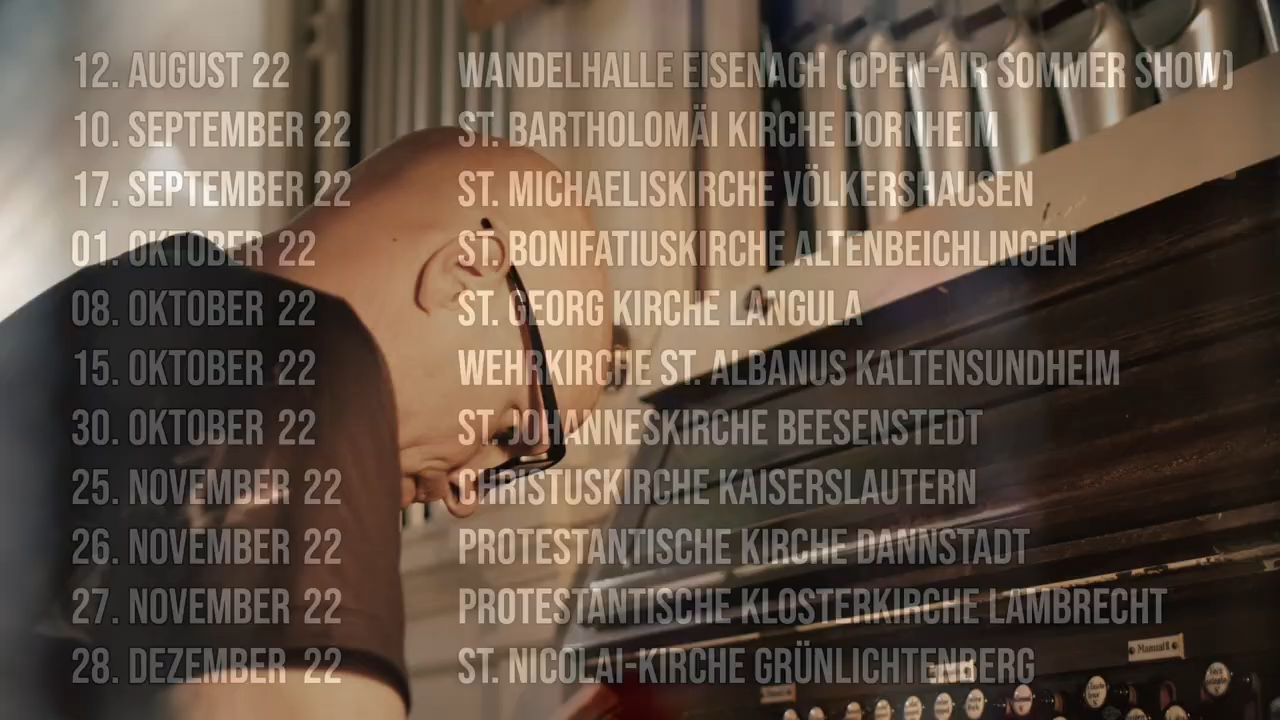 12. AUGUST 22 WANDELHALLE EISENACH (OPEN-AIR SOMMER SHOW)
10. SEPTEMBER 22 ST. BARTHOLOMÄI KIRCHE DORNHEIM
17. SEPTEMBER 22 ST. MICHAELISKIRCHE VÖLKERSHAUSEN
01. OKTOBER 22 ST. BONIFATIUSKIRCHE ALTENBEICHLINGEN
08. OKTOBER 22 ST. GEORG KIRCHE LANGULA
15. OKTOBER 22 WEHRKIRCHE ST. ALBANUS KALTENSUNDHEIM
30. OKTOBER 22 ST. JOHANNESKIRCHE BEESENSTEDT
25. NOVEMBER 22 CHRISTUSKIRCHE KAISERSLAUTERN
26. NOVEMBER 22 PROTESTANTISCHE KIRCHE DANNSTADT
27. NOVEMBER 22 PROTESTANTISCHE KLOSTERKIRCHE LAMBRECHT
28. DEZEMBER 22 ST. NICOLAI-KIRCHE GRÜNLICHTENBERG
Manual II